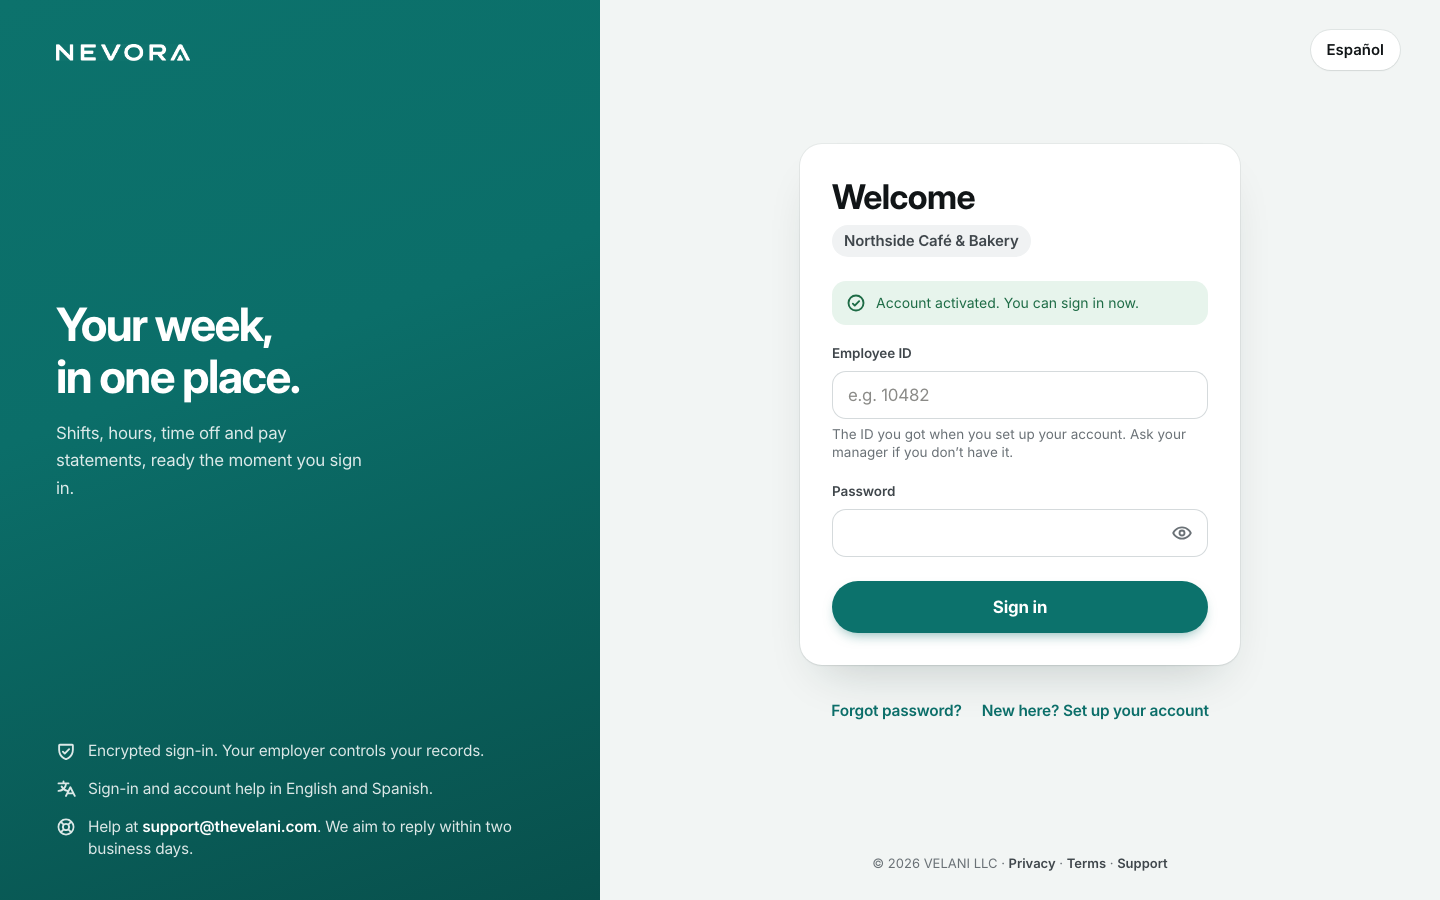 NEVORA
Your week,
in one place.
Shifts, hours, time off and pay
statements, ready the moment you sign
in.
Encrypted sign-in. Your employer controls your records.
Sign-in and account help in English and Spanish.
Help at support@thevelani.com. We aim to reply within two
business days.
Español
Welcome
Northside Café & Bakery
Account activated. You can sign in now.
Employee ID
e.g. 10482
The ID you got when you set up your account. Ask your
manager if you don’t have it.
Password
Sign in
Forgot password? New here? Set up your account
© 2026 VELANI LLC · Privacy · Terms · Support